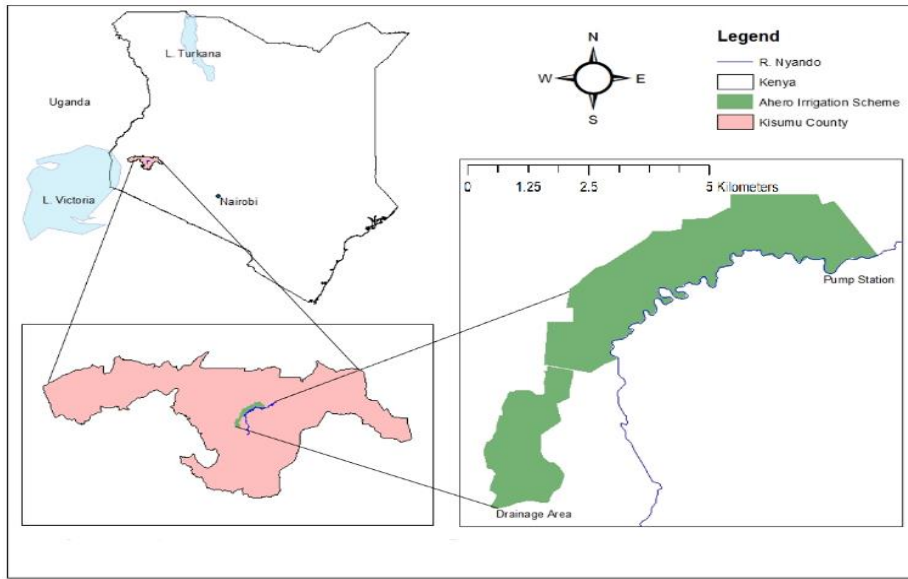 L. Turkana
Uganda
L. Victoria
Nairobi
N
W
E
S
Legend
R. Nyando
Kenya
Ahero Irrigation Scheme
Kisumu County
0 1.25 2.5 5 Kilometers
Pump Station
Drainage Area